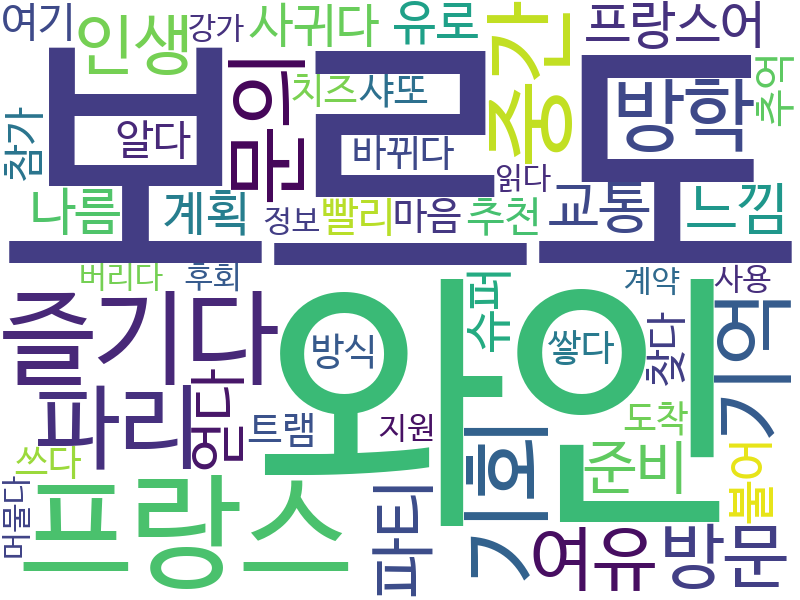 여기
인생
강가
사귀다
유로
프랑스어
보르도
문의
치즈
샤또
중간
방학
추억
참가
알다
바뀌다
읽다
나름
계획
정보
빨리
마음
추천
교통
느낌
버리다
후회
와인
슈퍼
계약
사용
즐기다
방식
쌓다
찾다
기억
파리
얻다
트램
지원
기회
도착
준비
불어
쓰다
머물다
프랑스
파티
여유
방문